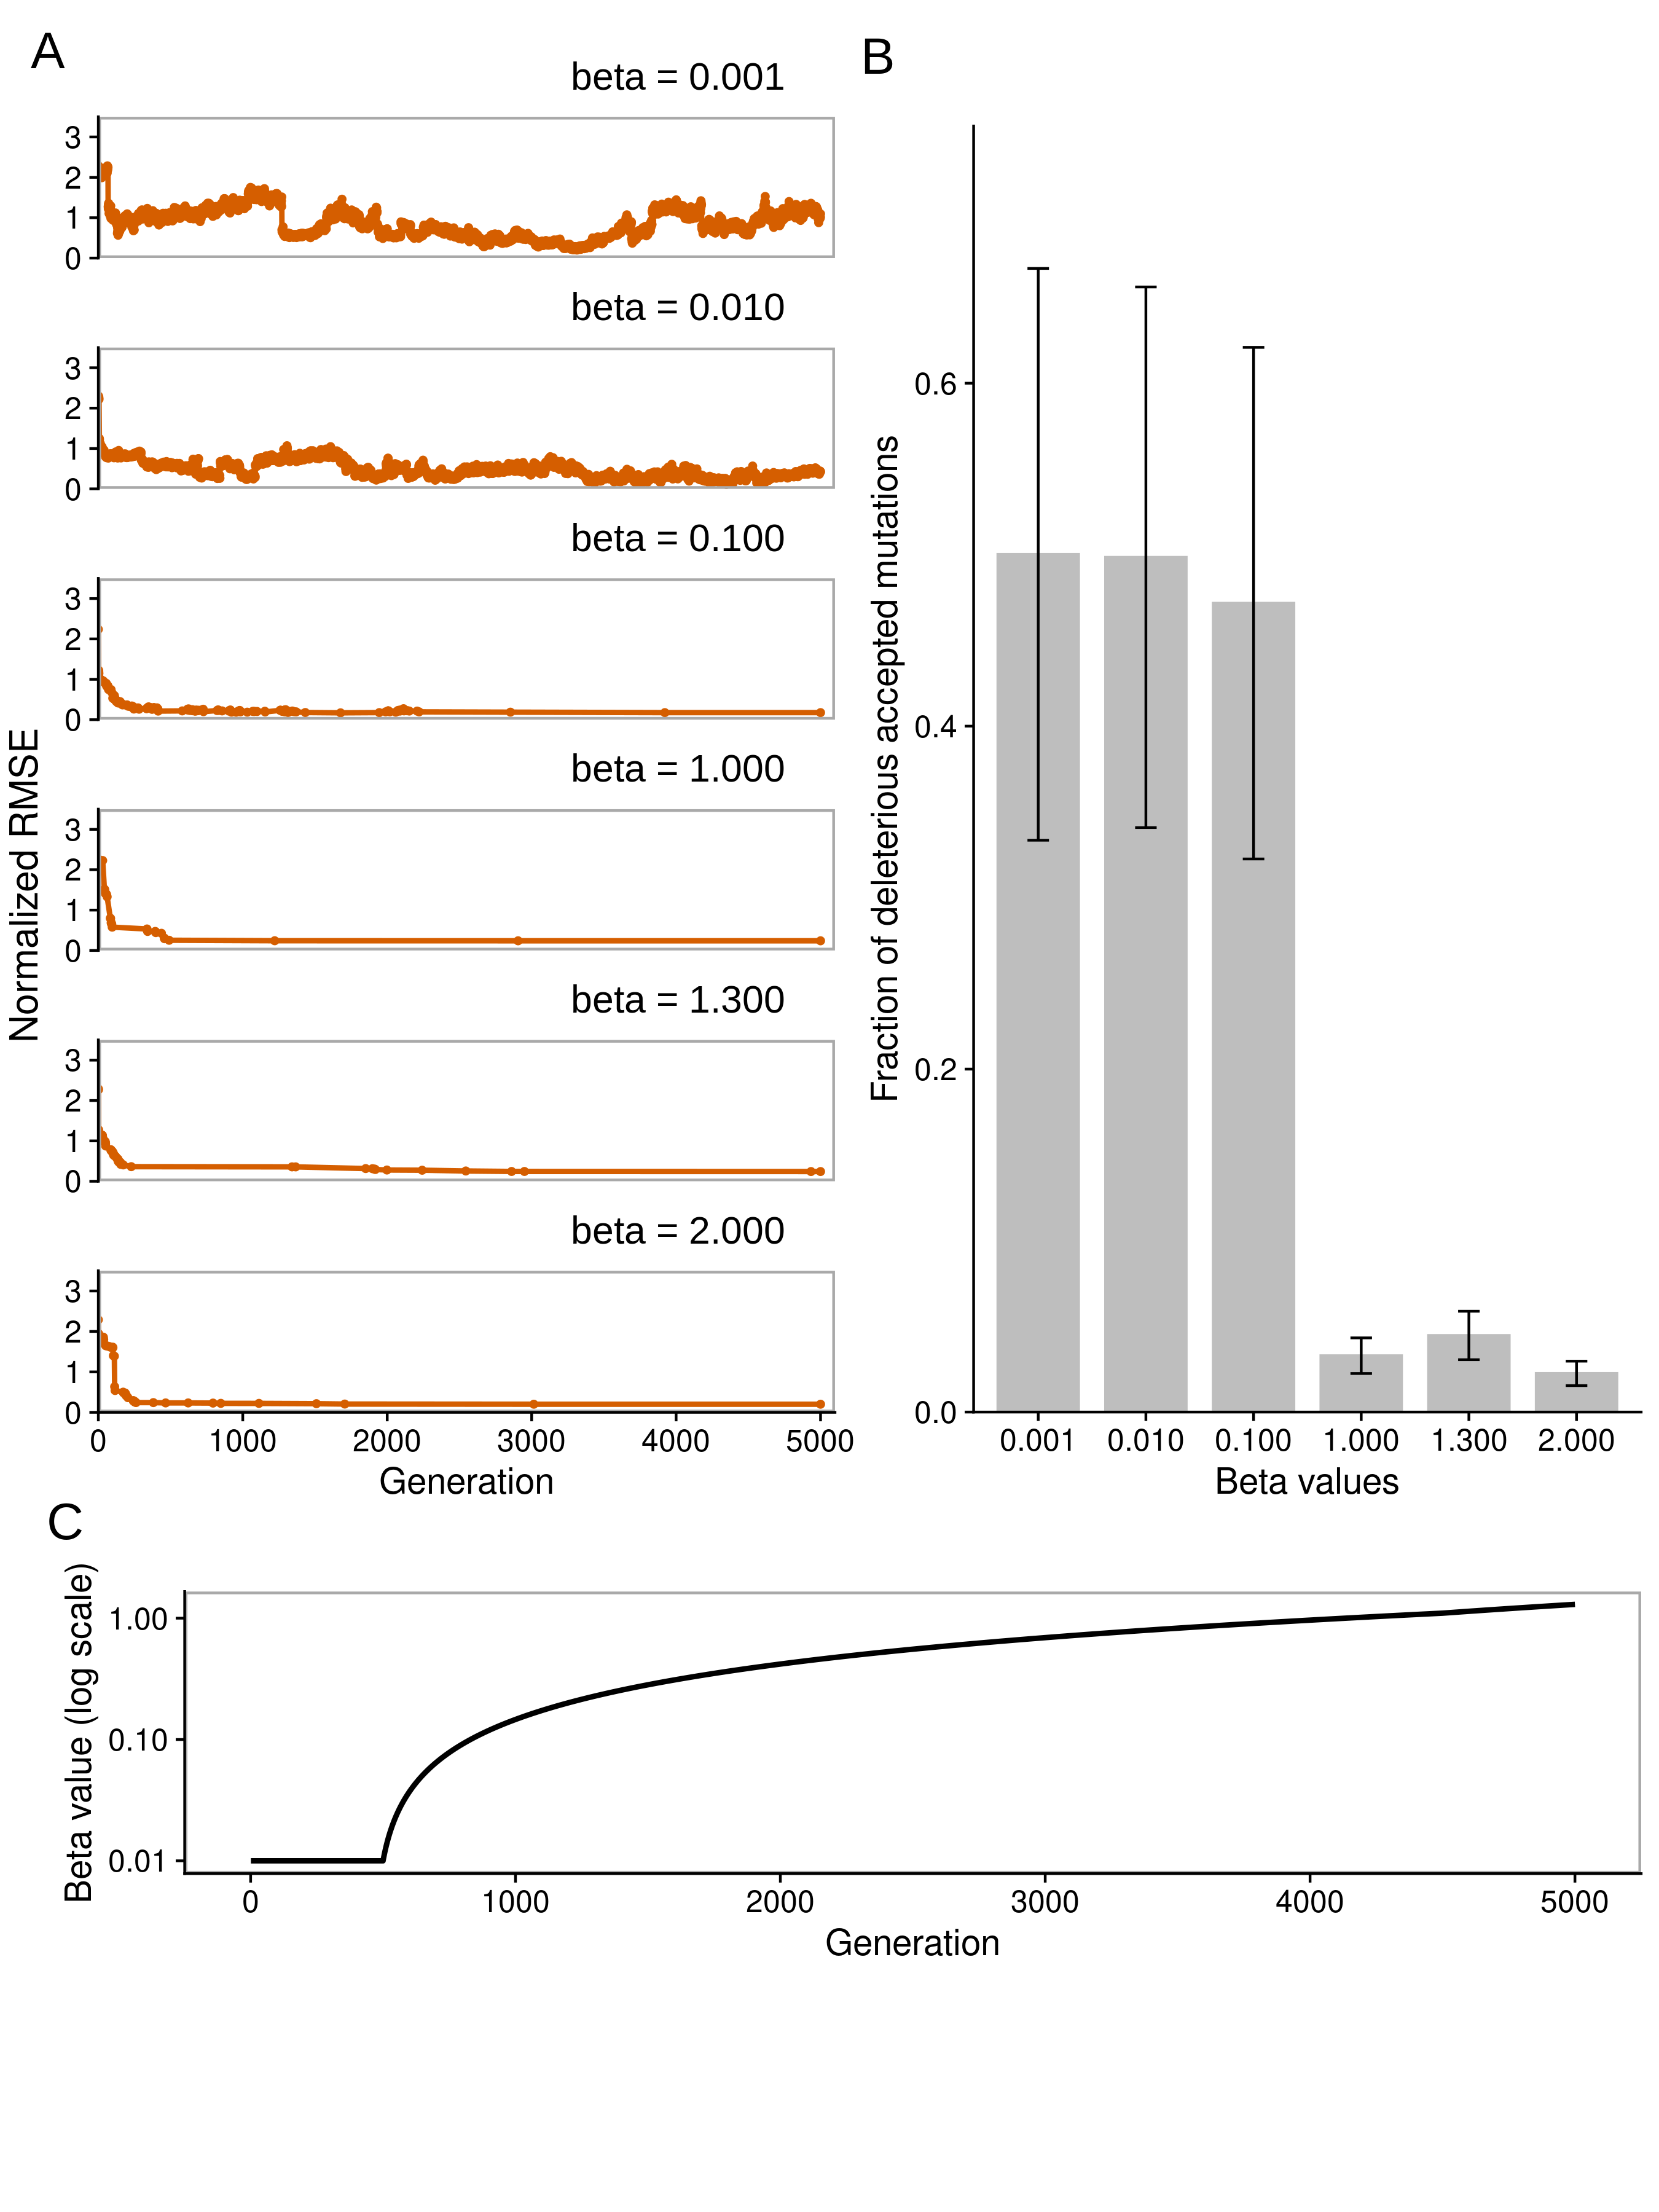 A
beta = 0.001
3
2
1
0
beta = 0.010
3
2
1
0
beta = 0.100
3
2
1
0
beta = 1.000
3
2
1
0
beta = 1.300
3
2
1
0
beta = 2.000
3
2
1
0
0 1000 2000 3000 4000 5000
Generation
Normalized RMSE
B
0.6
0.4
0.2
0.0
0.001 0.010 0.100 1.000 1.300 2.000
Beta values
Fraction of deleterious accepted mutations
C
1.00
0.10
0.01
0 1000 2000 3000 4000 5000
Generation
Beta value (log scale)